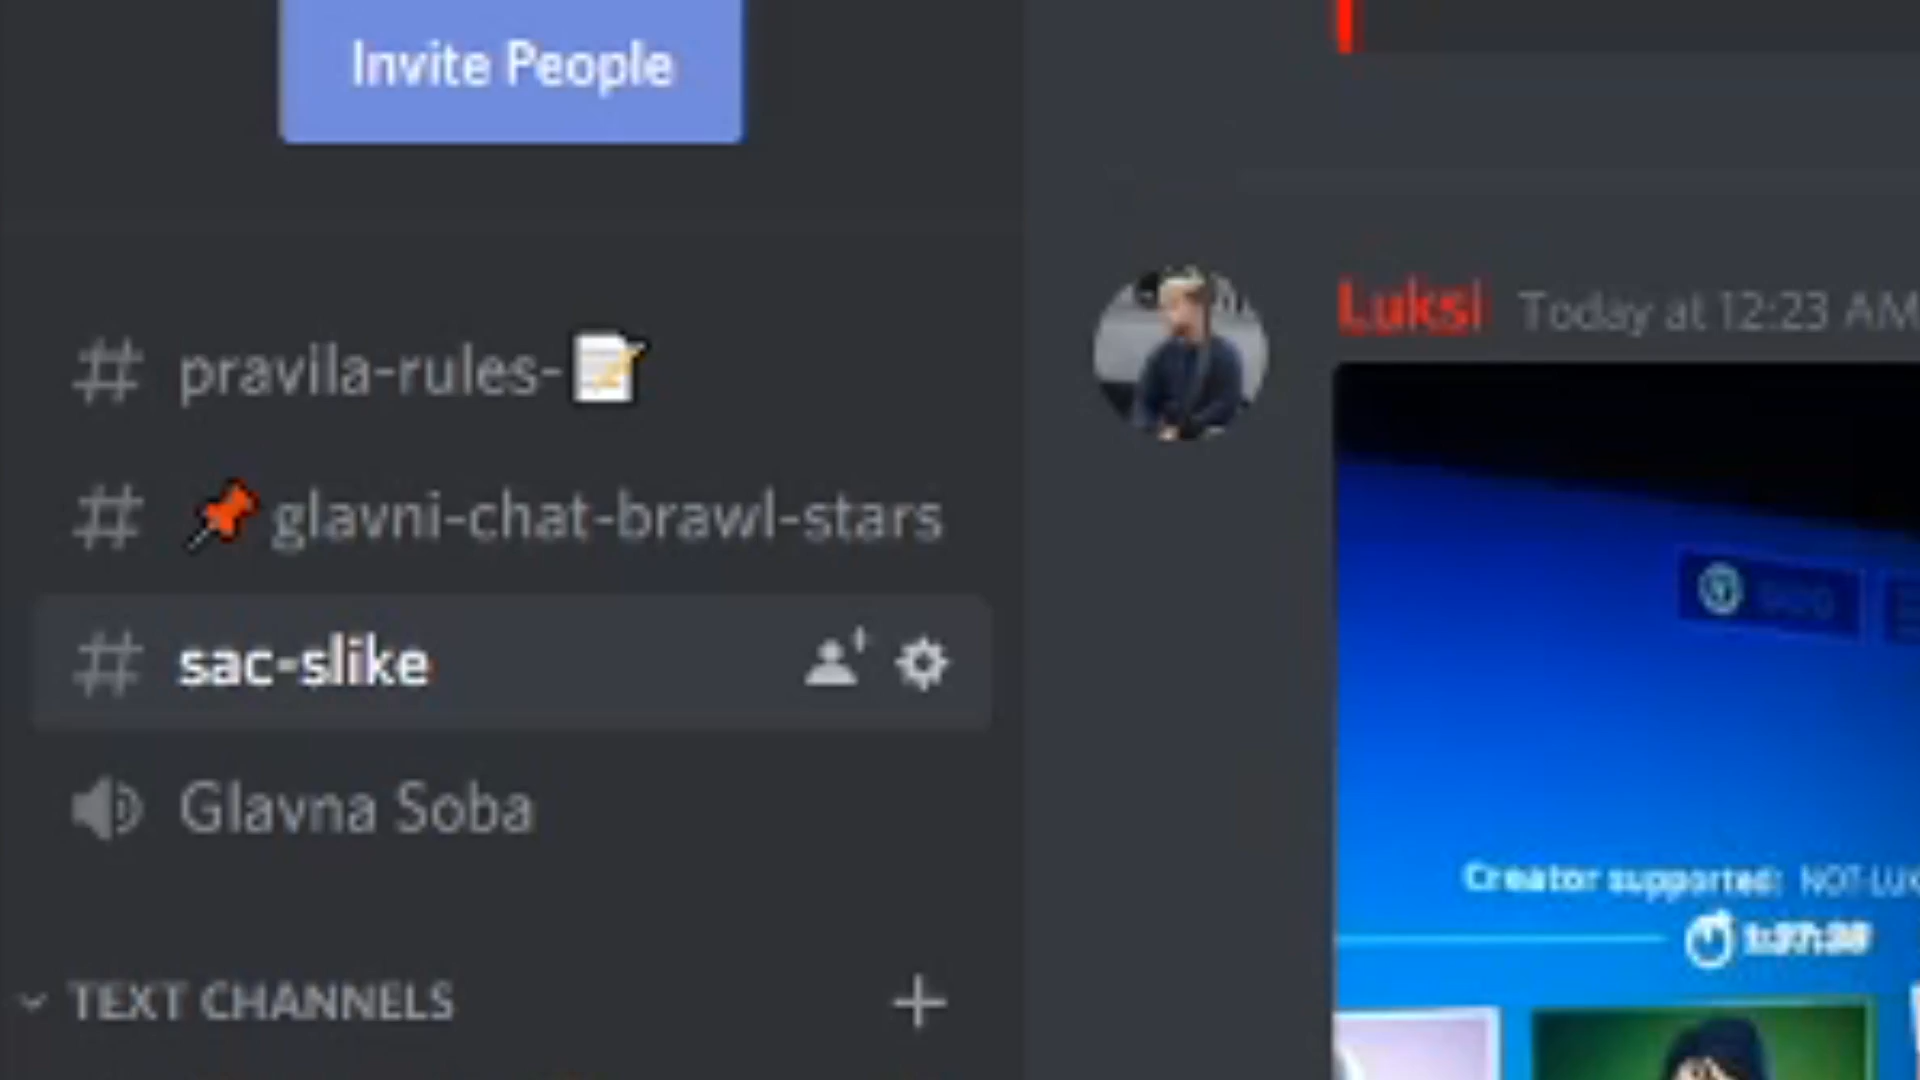 Invite People
# pravila-rules-📝
# 📌glavni-chat-brawl-stars
# sac-slike
Glavna Soba
TEXT CHANNELS
Luksi Today at 12:23 AM
Creator supported: